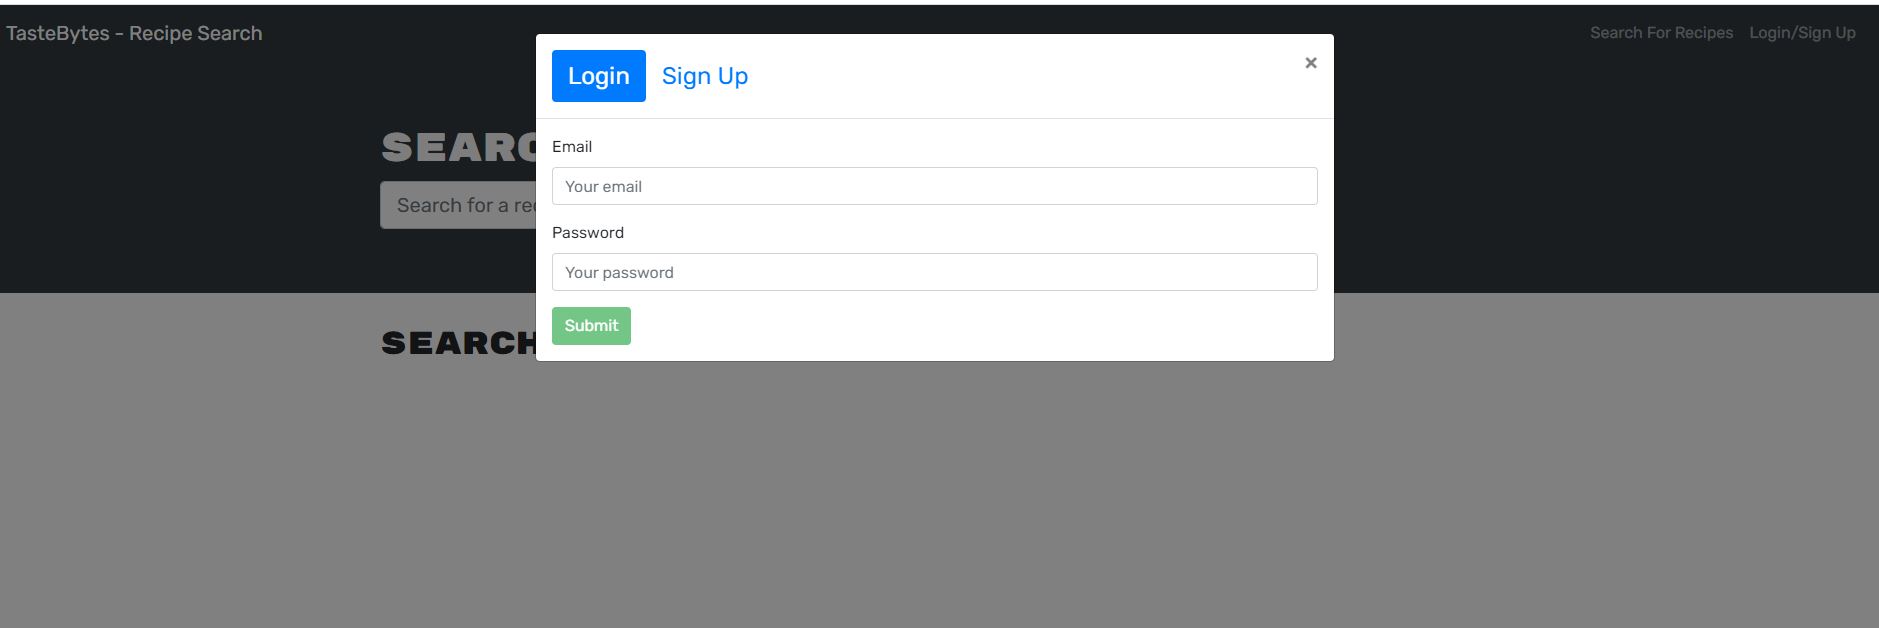 TasteBytes - Recipe Search
Search For Recipes Login/Sign Up
Login Sign Up ×
SEARC
Email
Your email
Search for a re
Password
Your password
Submit
SEARCH